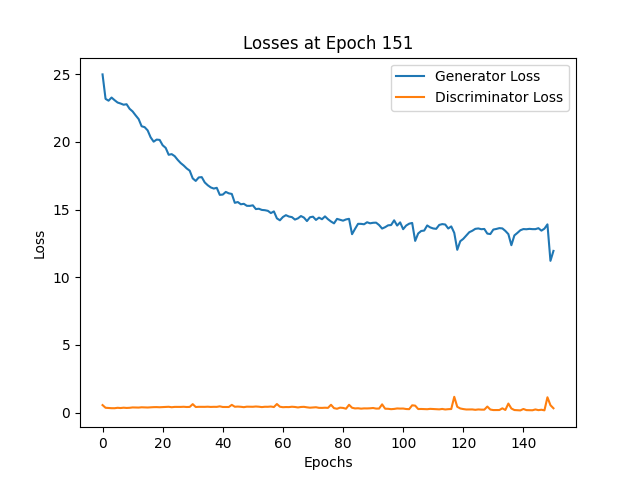 Losses at Epoch 151
Generator Loss
Discriminator Loss
25
20
15
10
5
0
Loss
0 20 40 60 80 100 120 140
Epochs